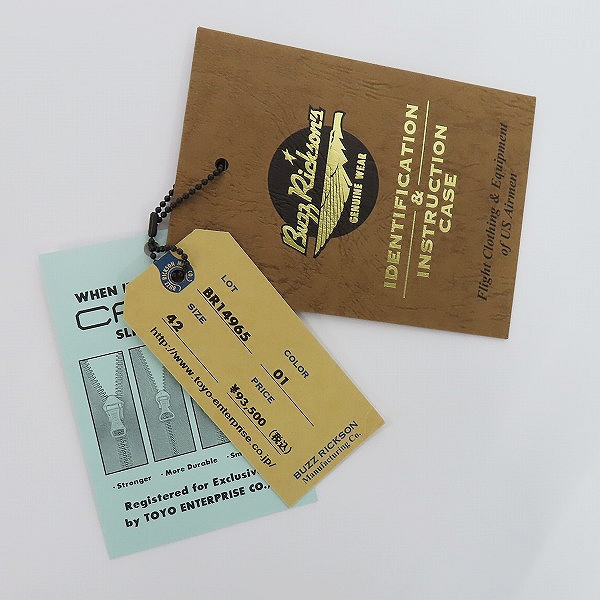 Buzz Rickson's
GENUINE WEAR
IDENTIFICATION
&
INSTRUCTION
CASE
Flight Clothing & Equipment
of US Airmen
LOT
BR14965
SIZE
42
COLOR
01
PRICE
¥93,500 (税込)
http://www.toyo-enterprise.co.jp/
BUZZ RICKSON
Manufacturing Co.
WHEN
SL
· Stronger · More Durable
Registered for Exclusive
by TOYO ENTERPRISE CO.